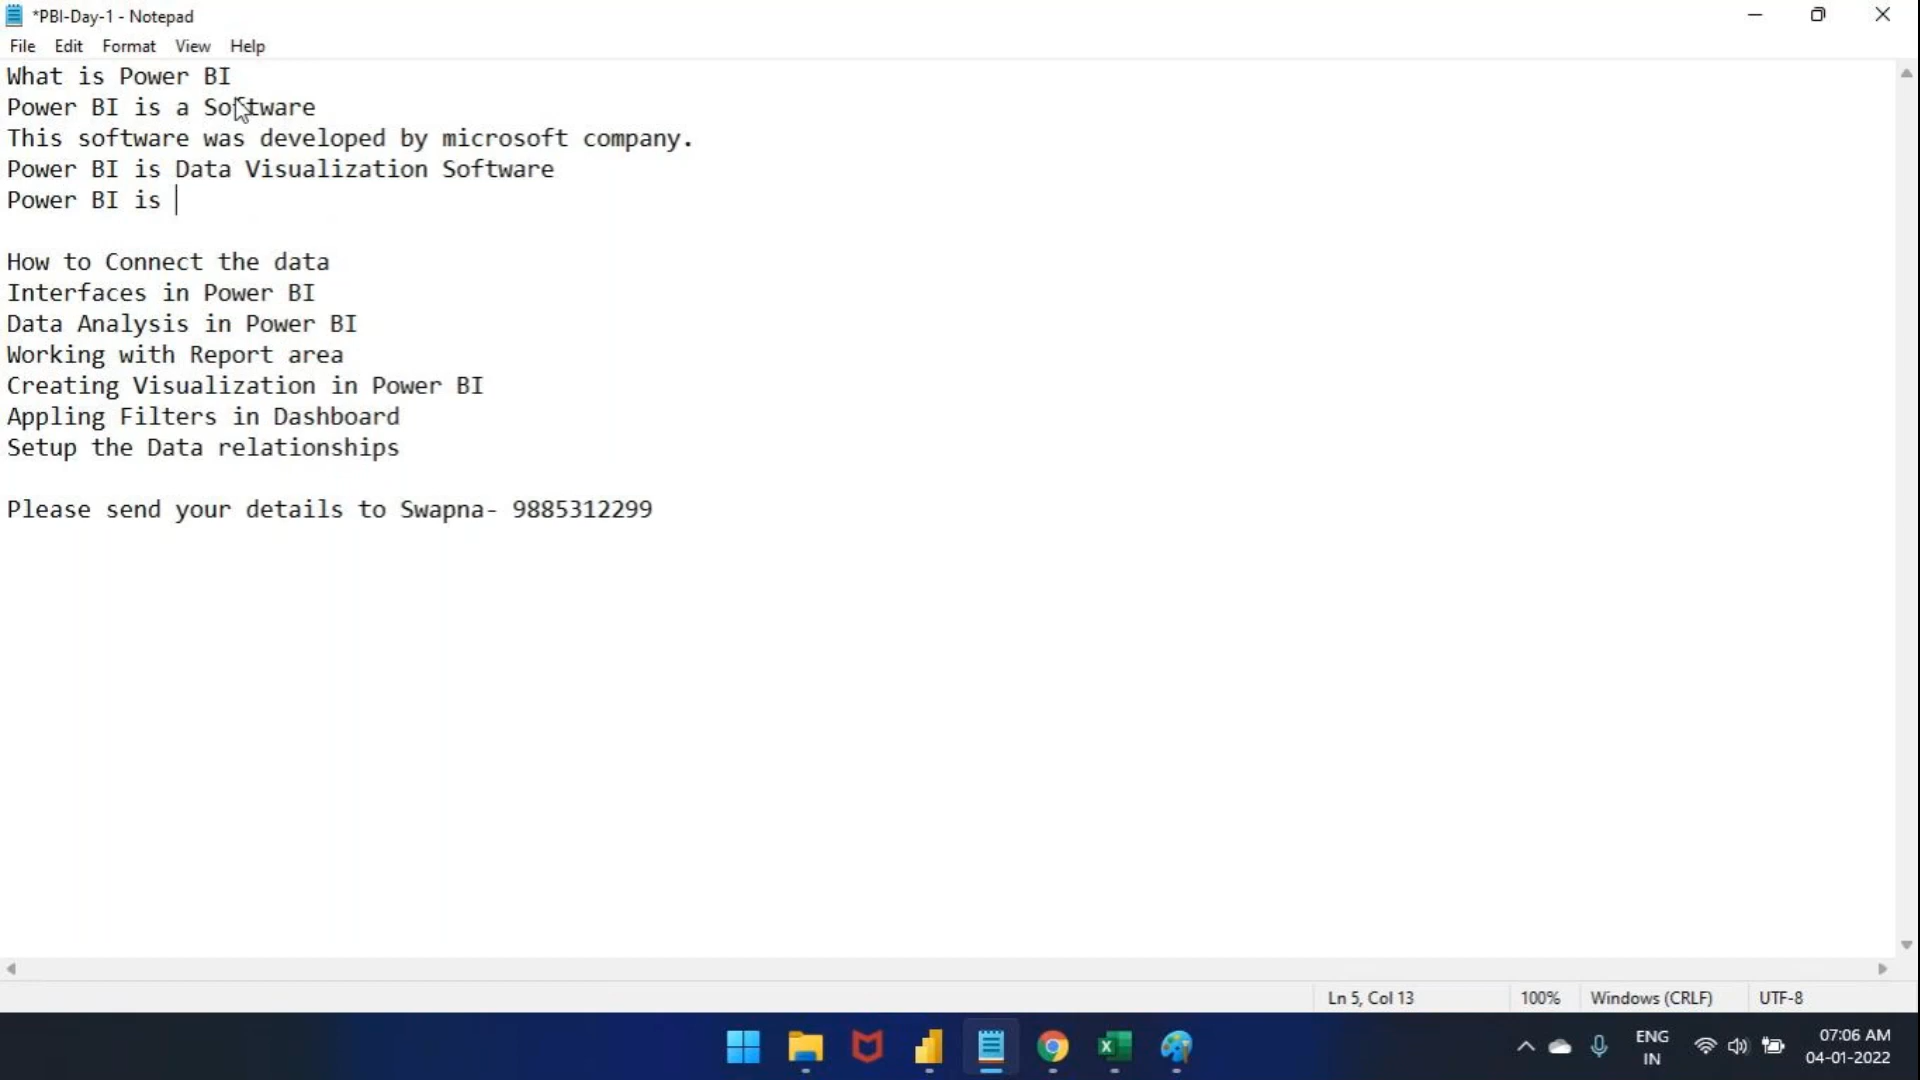 *PBI-Day-1 - Notepad
File Edit Format View Help
What is Power BI
Power BI is a Software
This software was developed by microsoft company.
Power BI is Data Visualization Software
Power BI is
How to Connect the data
Interfaces in Power BI
Data Analysis in Power BI
Working with Report area
Creating Visualization in Power BI
Appling Filters in Dashboard
Setup the Data relationships
Please send your details to Swapna- 9885312299
Ln 5, Col 13 100% Windows (CRLF) UTF-8
ENG 07:06 AM
IN 04-01-2022